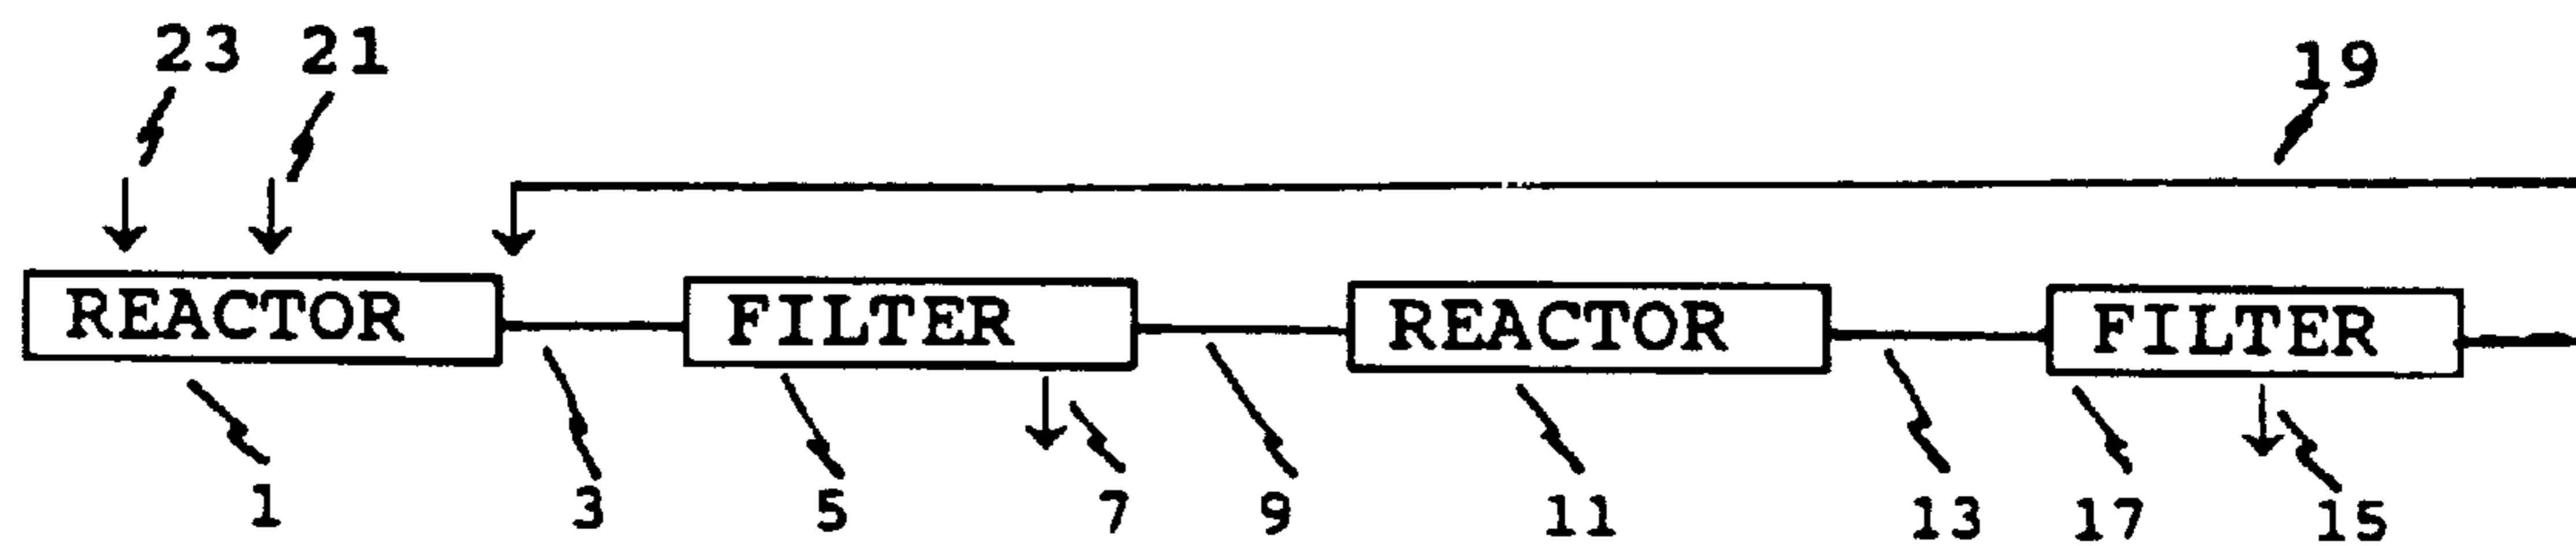 23 21 19
REACTOR FILTER REACTOR FILTER
1 3 5 7 9 11 13 17 15